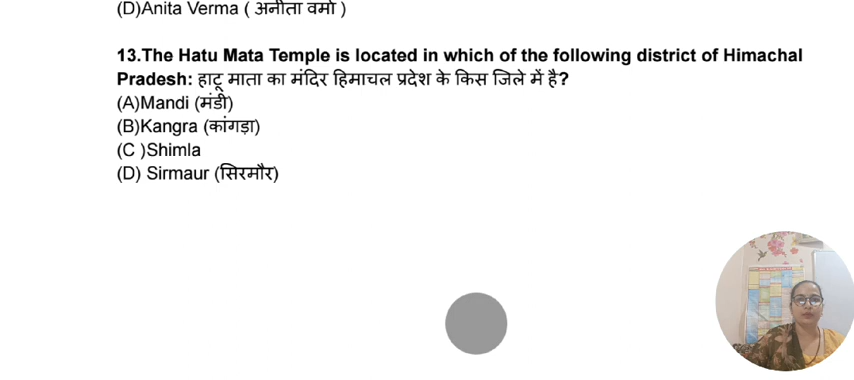 (D)Anita Verma ( अनीता वर्मा )
13.The Hatu Mata Temple is located in which of the following district of Himachal
Pradesh: हाटू माता का मंदिर हिमाचल प्रदेश के किस जिले में है?
(A)Mandi (मंडी)
(B)Kangra (कांगड़ा)
(C )Shimla
(D) Sirmaur (सिरमौर)